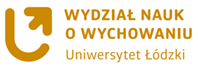 WYDZIAŁ NAUK
O WYCHOWANIU
Uniwersytet Łódzki